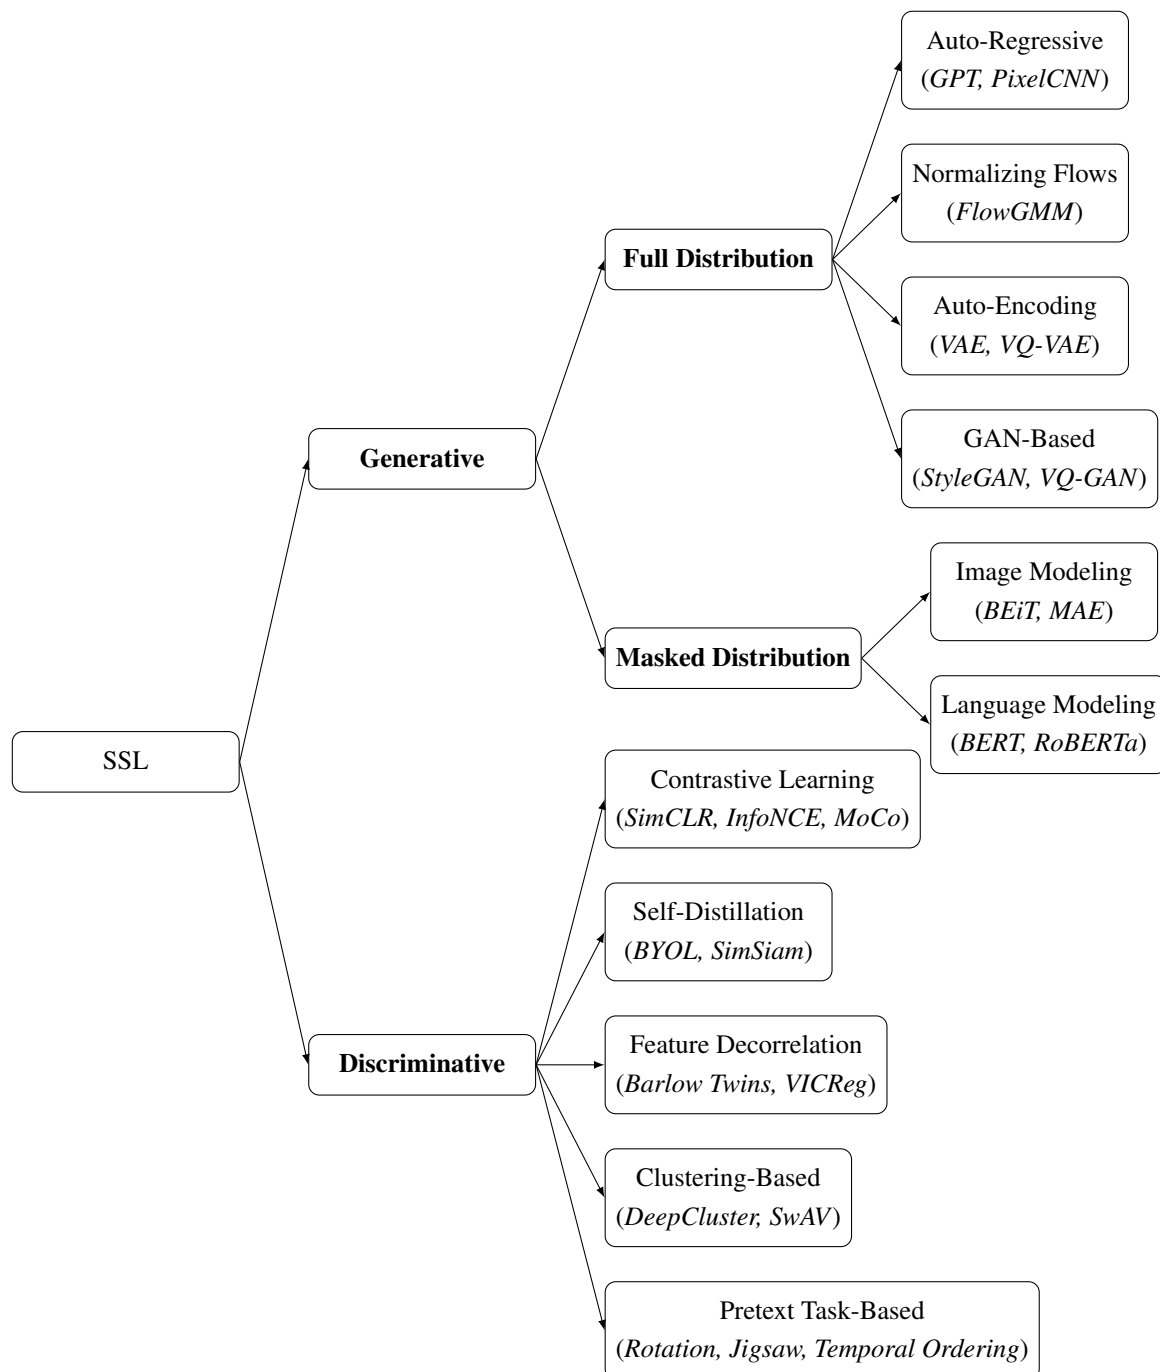 Auto-Regressive
(GPT, PixelCNN)
Normalizing Flows
(FlowGMM)
Full Distribution
Auto-Encoding
(VAE, VQ-VAE)
GAN-Based
(StyleGAN, VQ-GAN)
Generative
Image Modeling
(BEiT, MAE)
Masked Distribution
Language Modeling
(BERT, RoBERTa)
SSL
Contrastive Learning
(SimCLR, InfoNCE, MoCo)
Self-Distillation
(BYOL, SimSiam)
Feature Decorrelation
(Barlow Twins, VICReg)
Discriminative
Clustering-Based
(DeepCluster, SwAV)
Pretext Task-Based
(Rotation, Jigsaw, Temporal Ordering)